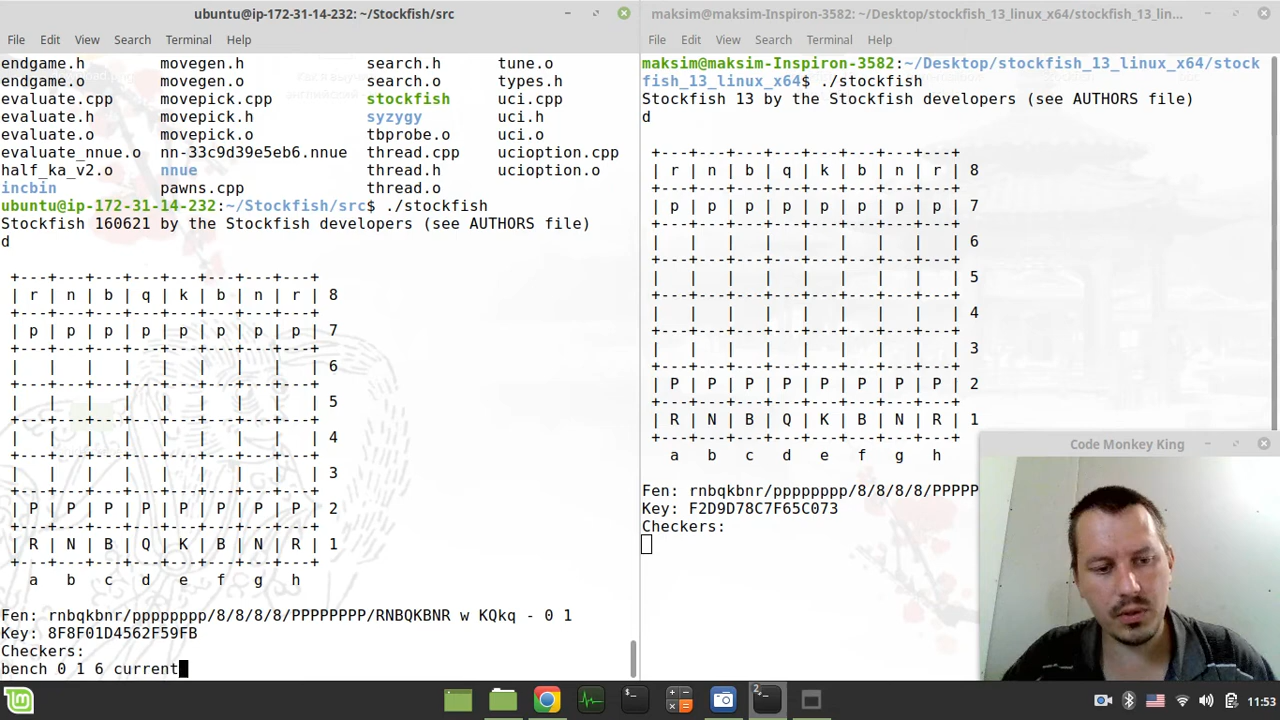 ubuntu@ip-172-31-14-232: ~/Stockfish/src
File Edit View Search Terminal Help
endgame.h movegen.h search.h tune.o
endgame.o movegen.o search.o types.h
evaluate.cpp movepick.cpp stockfish uci.cpp
evaluate.h movepick.h syzygy uci.h
evaluate.o movepick.o tbprobe.o uci.o
evaluate_nnue.o nn-33c9d39e5eb6.nnue thread.cpp ucioption.cpp
half_ka_v2.o nnue thread.h ucioption.o
incbin pawns.cpp thread.o
ubuntu@ip-172-31-14-232:~/Stockfish/src$ ./stockfish
Stockfish 160621 by the Stockfish developers (see AUTHORS file)
d
+---+---+---+---+---+---+---+---+
| r | n | b | q | k | b | n | r | 8
+---+---+---+---+---+---+---+---+
| p | p | p | p | p | p | p | p | 7
+---+---+---+---+---+---+---+---+
| | | | | | | | | 6
+---+---+---+---+---+---+---+---+
| | | | | | | | | 5
+---+---+---+---+---+---+---+---+
| | | | | | | | | 4
+---+---+---+---+---+---+---+---+
| | | | | | | | | 3
+---+---+---+---+---+---+---+---+
| P | P | P | P | P | P | P | P | 2
+---+---+---+---+---+---+---+---+
| R | N | B | Q | K | B | N | R | 1
+---+---+---+---+---+---+---+---+
a b c d e f g h
Fen: rnbqkbnr/pppppppp/8/8/8/8/PPPPPPPP/RNBQKBNR w KQkq - 0 1
Key: 8F8F01D4562F59FB
Checkers:
bench 0 1 6 current
maksim@maksim-Inspiron-3582: ~/Desktop/stockfish_13_linux_x64/stockfish_13_lin...
File Edit View Search Terminal Help
maksim@maksim-Inspiron-3582:~/Desktop/stockfish_13_linux_x64/stock
fish_13_linux_x64$ ./stockfish
Stockfish 13 by the Stockfish developers (see AUTHORS file)
d
+---+---+---+---+---+---+---+---+
| r | n | b | q | k | b | n | r | 8
+---+---+---+---+---+---+---+---+
| p | p | p | p | p | p | p | p | 7
+---+---+---+---+---+---+---+---+
| | | | | | | | | 6
+---+---+---+---+---+---+---+---+
| | | | | | | | | 5
+---+---+---+---+---+---+---+---+
| | | | | | | | | 4
+---+---+---+---+---+---+---+---+
| | | | | | | | | 3
+---+---+---+---+---+---+---+---+
| P | P | P | P | P | P | P | P | 2
+---+---+---+---+---+---+---+---+
| R | N | B | Q | K | B | N | R | 1
+---+---+---+---+---+---+---+---+
a b c d e f g h
Fen: rnbqkbnr/pppppppp/8/8/8/8/PPPPP
Key: F2D9D78C7F65C073
Checkers:
Code Monkey King
11:53